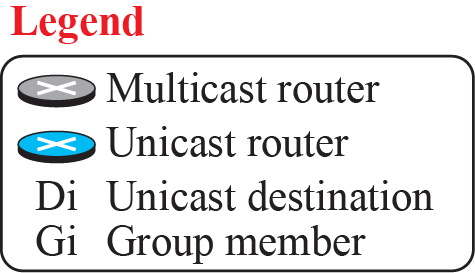 Legend
Multicast router
Unicast router
Di Unicast destination
Gi Group member